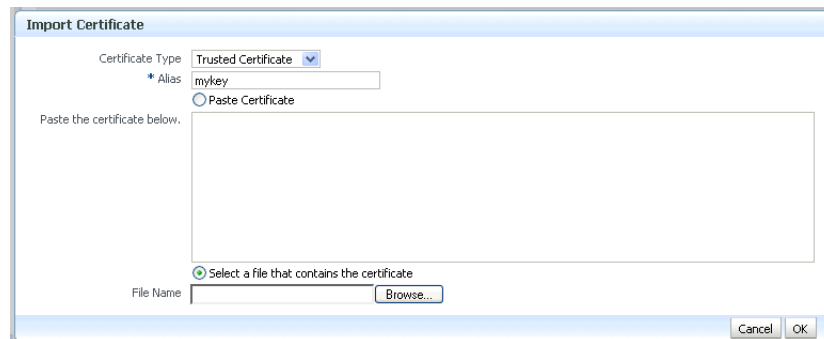 Import Certificate
Certificate Type Trusted Certificate
* Alias mykey
Paste Certificate
Paste the certificate below.
Select a file that contains the certificate
File Name Browse...
Cancel OK